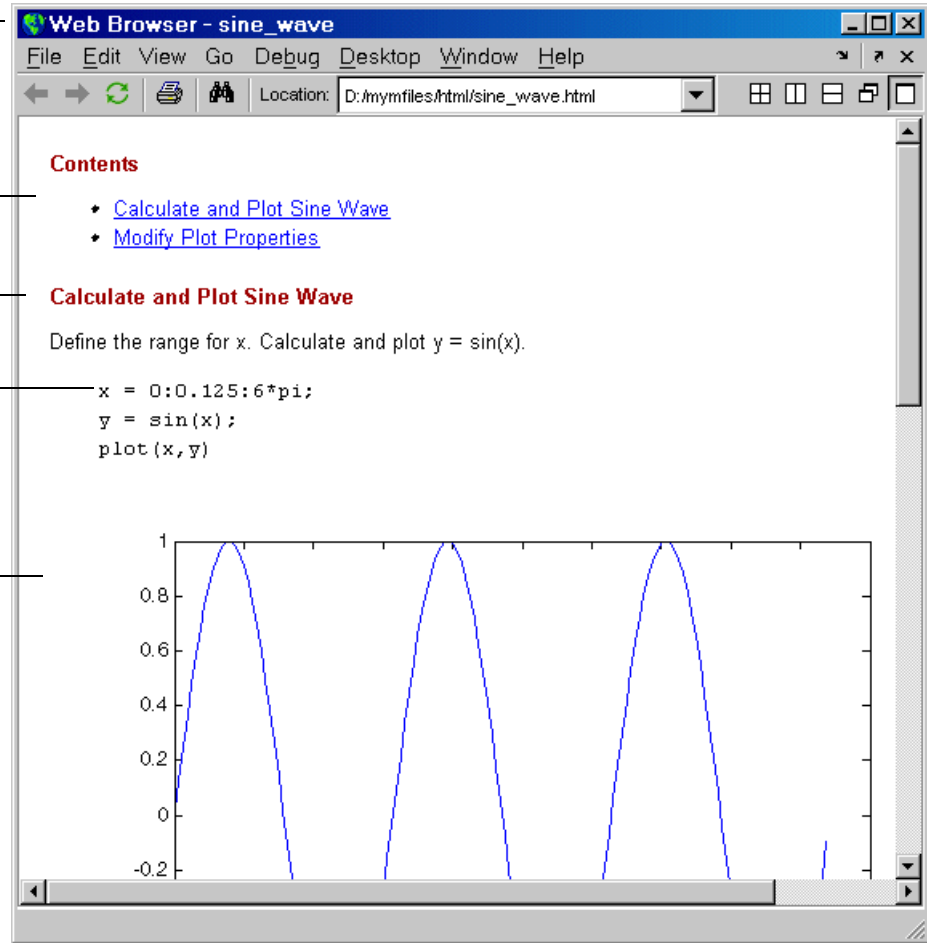 Web Browser - sine_wave
File Edit View Go Debug Desktop Window Help
Location: D:/mymfiles/html/sine_wave.html
Contents
• Calculate and Plot Sine Wave
• Modify Plot Properties
Calculate and Plot Sine Wave
Define the range for x. Calculate and plot y = sin(x).
x = 0:0.125:6*pi;
y = sin(x);
plot(x,y)
1
0.8
0.6
0.4
0.2
0
-0.2